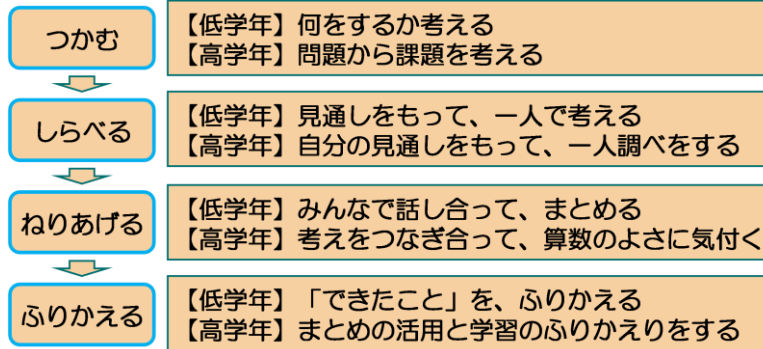 つかむ
【低学年】何をするか考える
【高学年】問題から課題を考える
しらべる
【低学年】見通しをもって、一人で考える
【高学年】自分の見通しをもって、一人調べをする
ねりあげる
【低学年】みんなで話し合って、まとめる
【高学年】考えをつなぎ合って、算数のよさに気付く
ふりかえる
【低学年】「できたこと」を、ふりかえる
【高学年】まとめの活用と学習のふりかえりをする